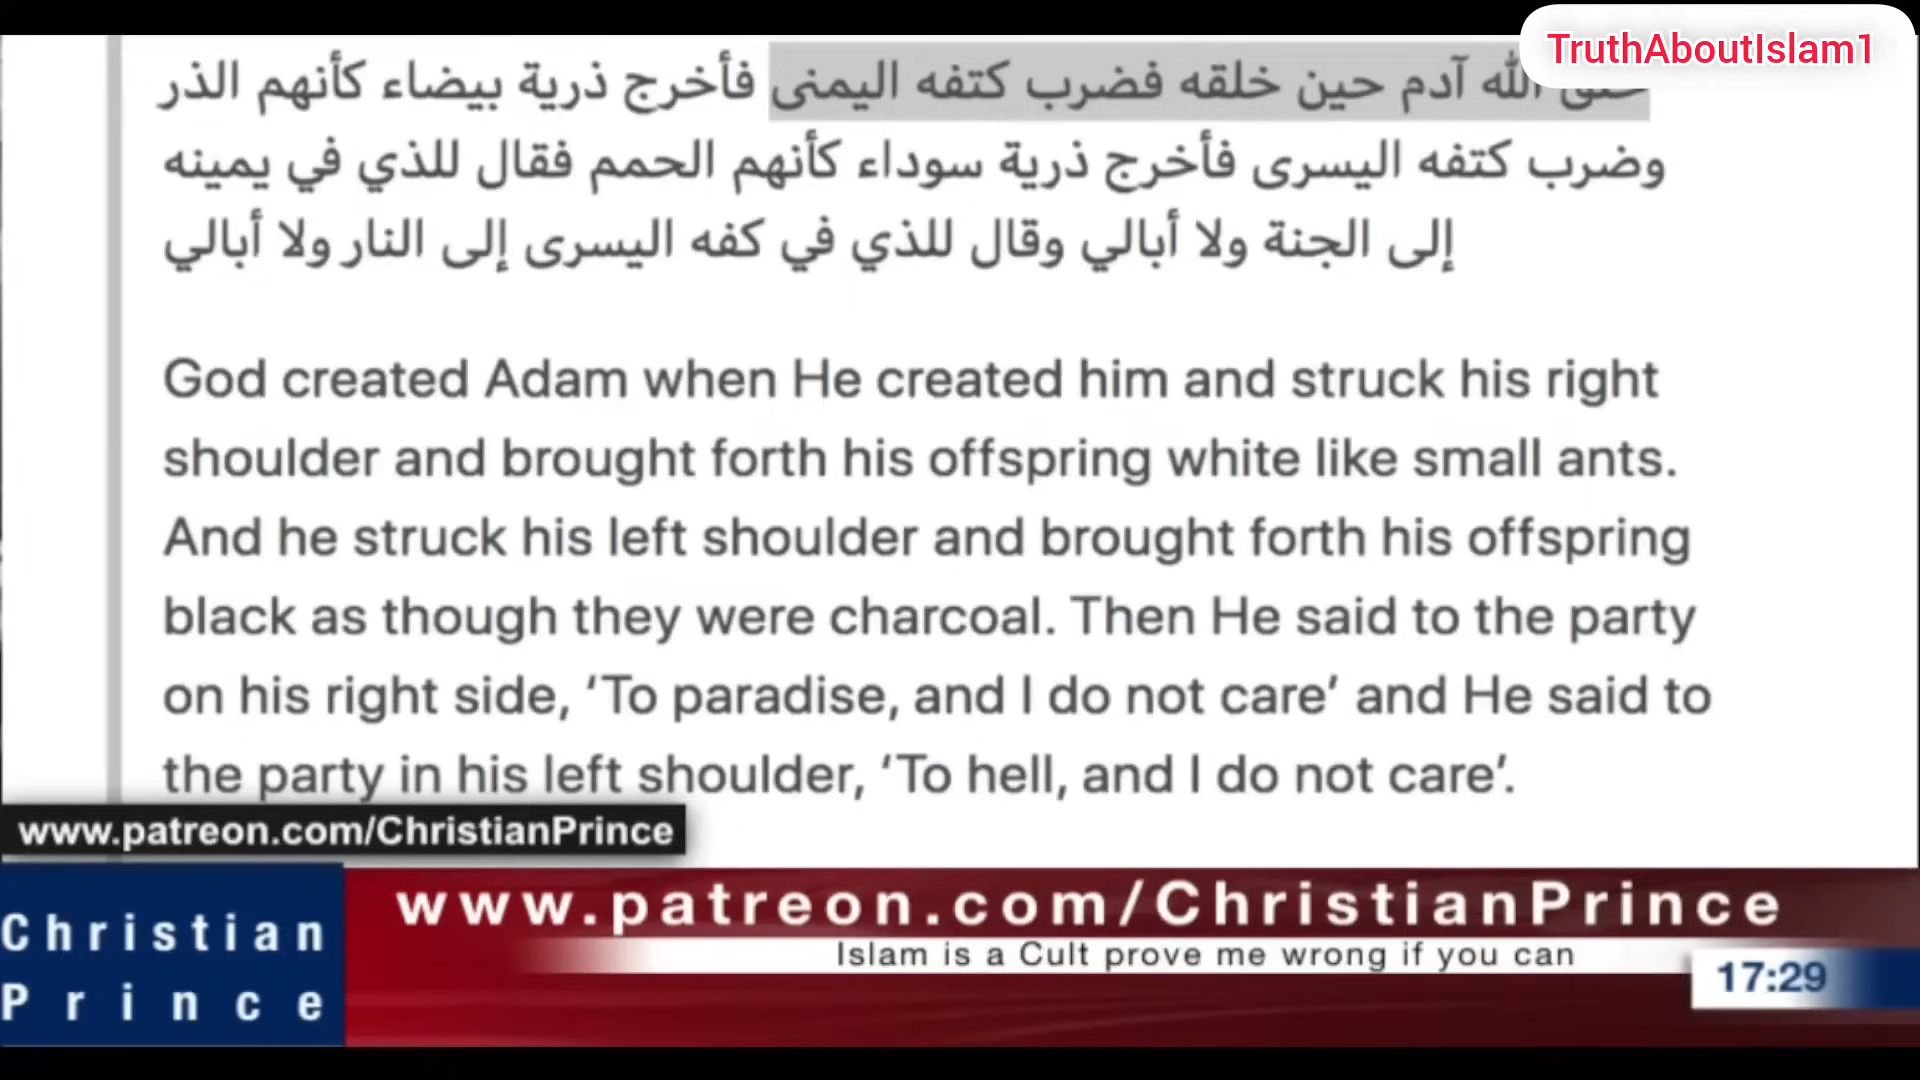 TruthAboutIslam1
الله آدم حين خلقه فضرب كتفه اليمنى فأخرج ذرية بيضاء كأنهم الذر
وضرب كتفه اليسرى فأخرج ذرية سوداء كأنهم الحمم فقال للذي في يمينه
إلى الجنة ولا أبالي وقال للذي في كفه اليسرى إلى النار ولا أبالي
God created Adam when He created him and struck his right
shoulder and brought forth his offspring white like small ants.
And he struck his left shoulder and brought forth his offspring
black as though they were charcoal. Then He said to the party
on his right side, ‘To paradise, and I do not care’ and He said to
the party in his left shoulder, ‘To hell, and I do not care’.
www.patreon.com/ChristianPrince
www.patreon.com/ChristianPrince
Islam is a Cult prove me wrong if you can
Christian
Prince
17:29